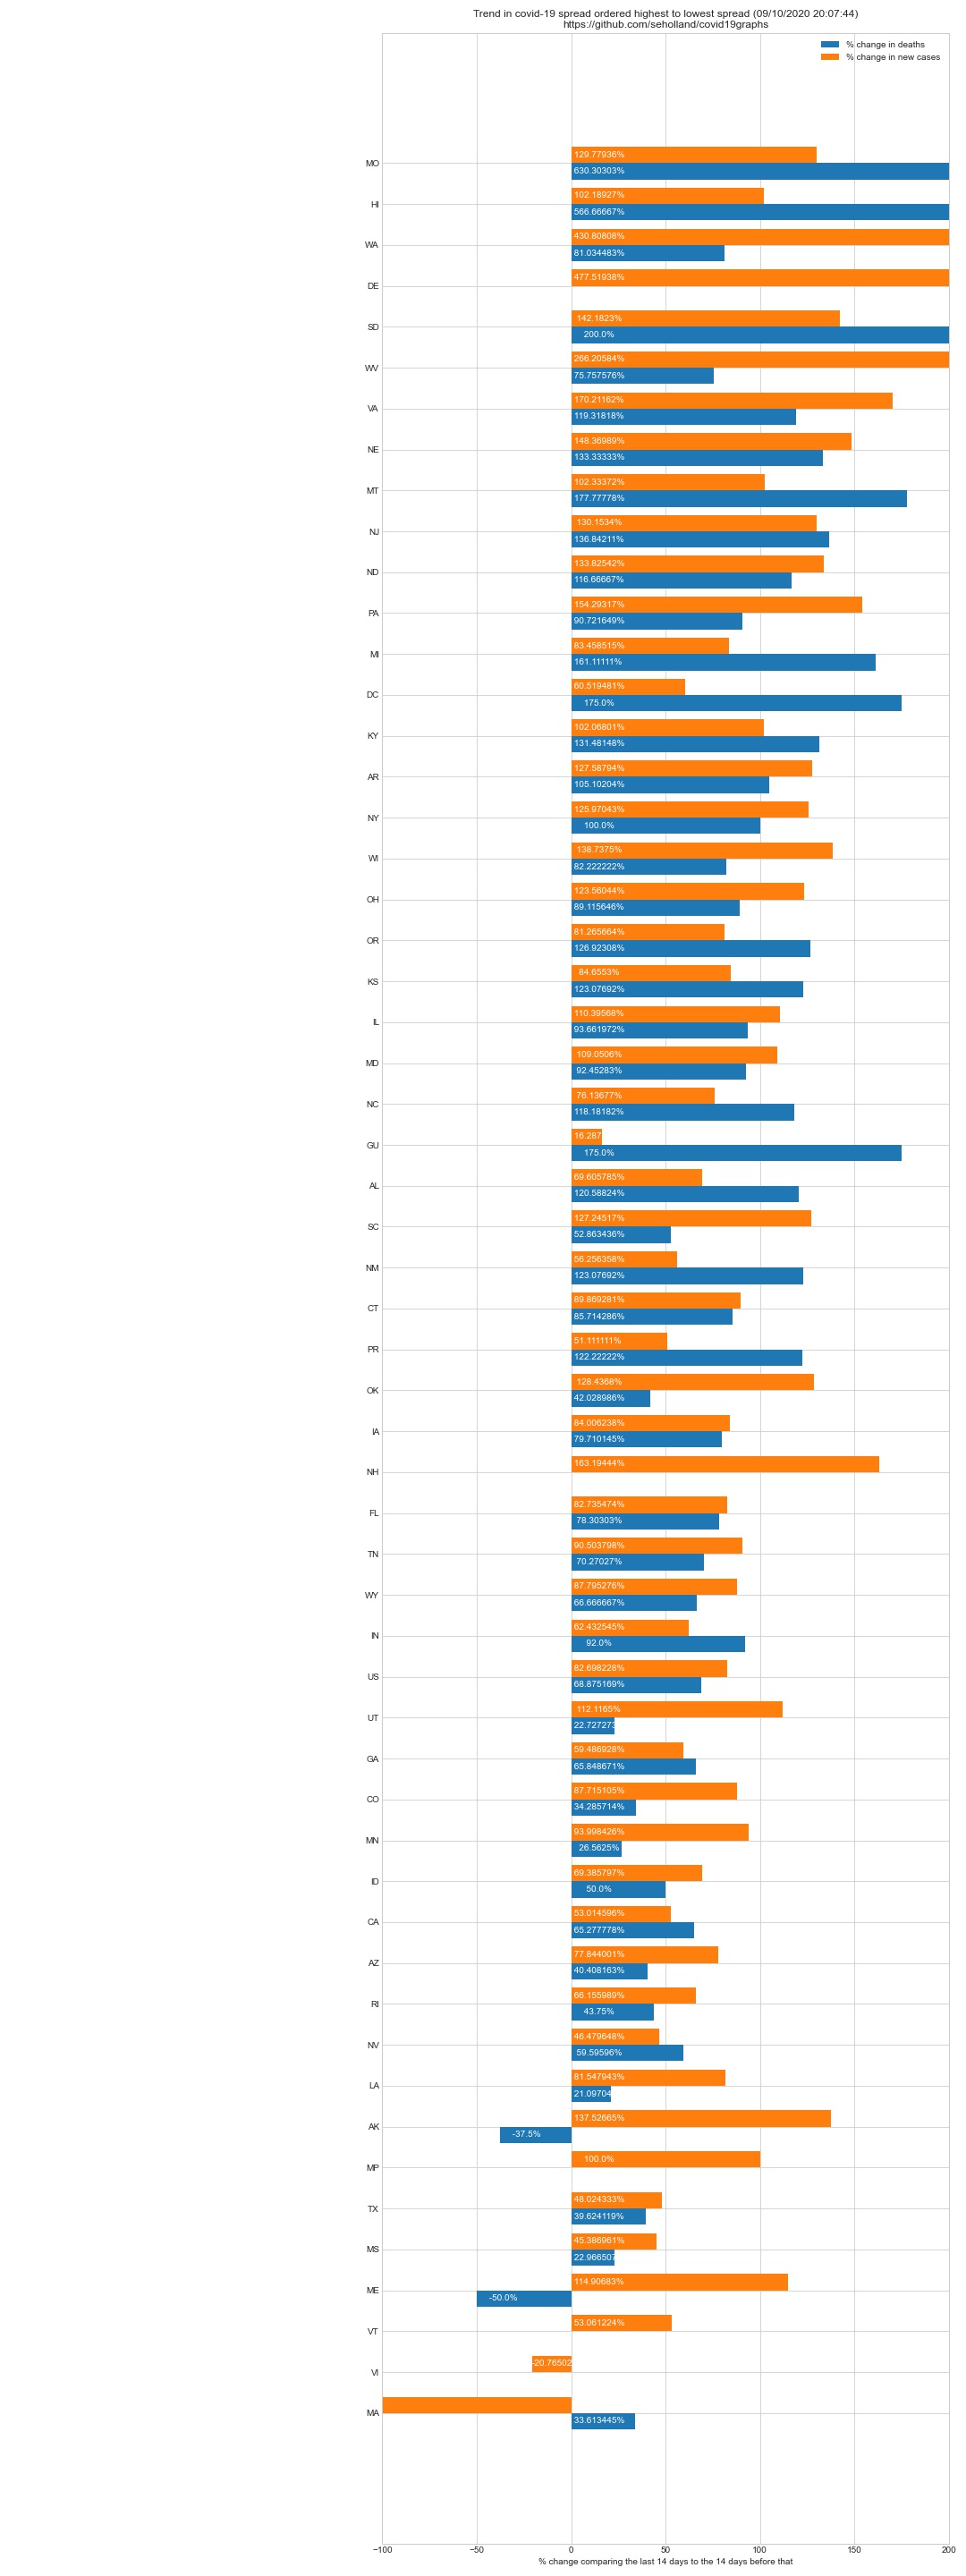 Trend in covid-19 spread ordered highest to lowest spread (09/10/2020 20:07:44)
https://github.com/seholland/covid19graphs
% change in deaths
% change in new cases
129.77936%
MO
630.30303%
102.18927%
HI
566.66667%
430.80808%
WA
81.034483%
477.51938%
DE
142.1823%
SD
200.0%
266.20584%
WV
75.757576%
170.21162%
VA
119.31818%
148.36989%
NE
133.33333%
102.33372%
MT
177.77778%
130.1534%
NJ
136.84211%
133.82542%
ND
116.66667%
154.29317%
PA
90.721649%
83.458515%
MI
161.11111%
60.519481%
DC
175.0%
102.06801%
KY
131.48148%
127.58794%
AR
105.10204%
125.97043%
NY
100.0%
138.7375%
WI
82.222222%
123.56044%
OH
89.115646%
81.265664%
OR
126.92308%
84.6553%
KS
123.07692%
110.39568%
IL
93.661972%
109.0506%
MD
92.45283%
76.13677%
NC
118.18182%
16.287
GU
175.0%
69.605785%
AL
120.58824%
127.24517%
SC
52.863436%
56.256358%
NM
123.07692%
89.869281%
CT
85.714286%
51.111111%
PR
122.22222%
128.4368%
OK
42.028986%
84.006238%
IA
79.710145%
163.19444%
NH
82.735474%
FL
78.30303%
90.503798%
TN
70.27027%
87.795276%
WY
66.666667%
62.432545%
IN
92.0%
82.698228%
US
68.875169%
112.1165%
UT
22.727273
59.486928%
GA
65.848671%
87.715105%
CO
34.285714%
93.998426%
MN
26.5625%
69.385797%
ID
50.0%
53.014596%
CA
65.277778%
77.844001%
AZ
40.408163%
66.155989%
RI
43.75%
46.479648%
NV
59.59596%
81.547943%
LA
21.09704
137.52665%
AK
-37.5%
100.0%
MP
48.024333%
TX
39.624119%
45.386961%
MS
22.966507
114.90683%
ME
-50.0%
53.061224%
VT
-20.76502
VI
MA
33.613445%
−100 −50 0 50 100 150 200
% change comparing the last 14 days to the 14 days before that